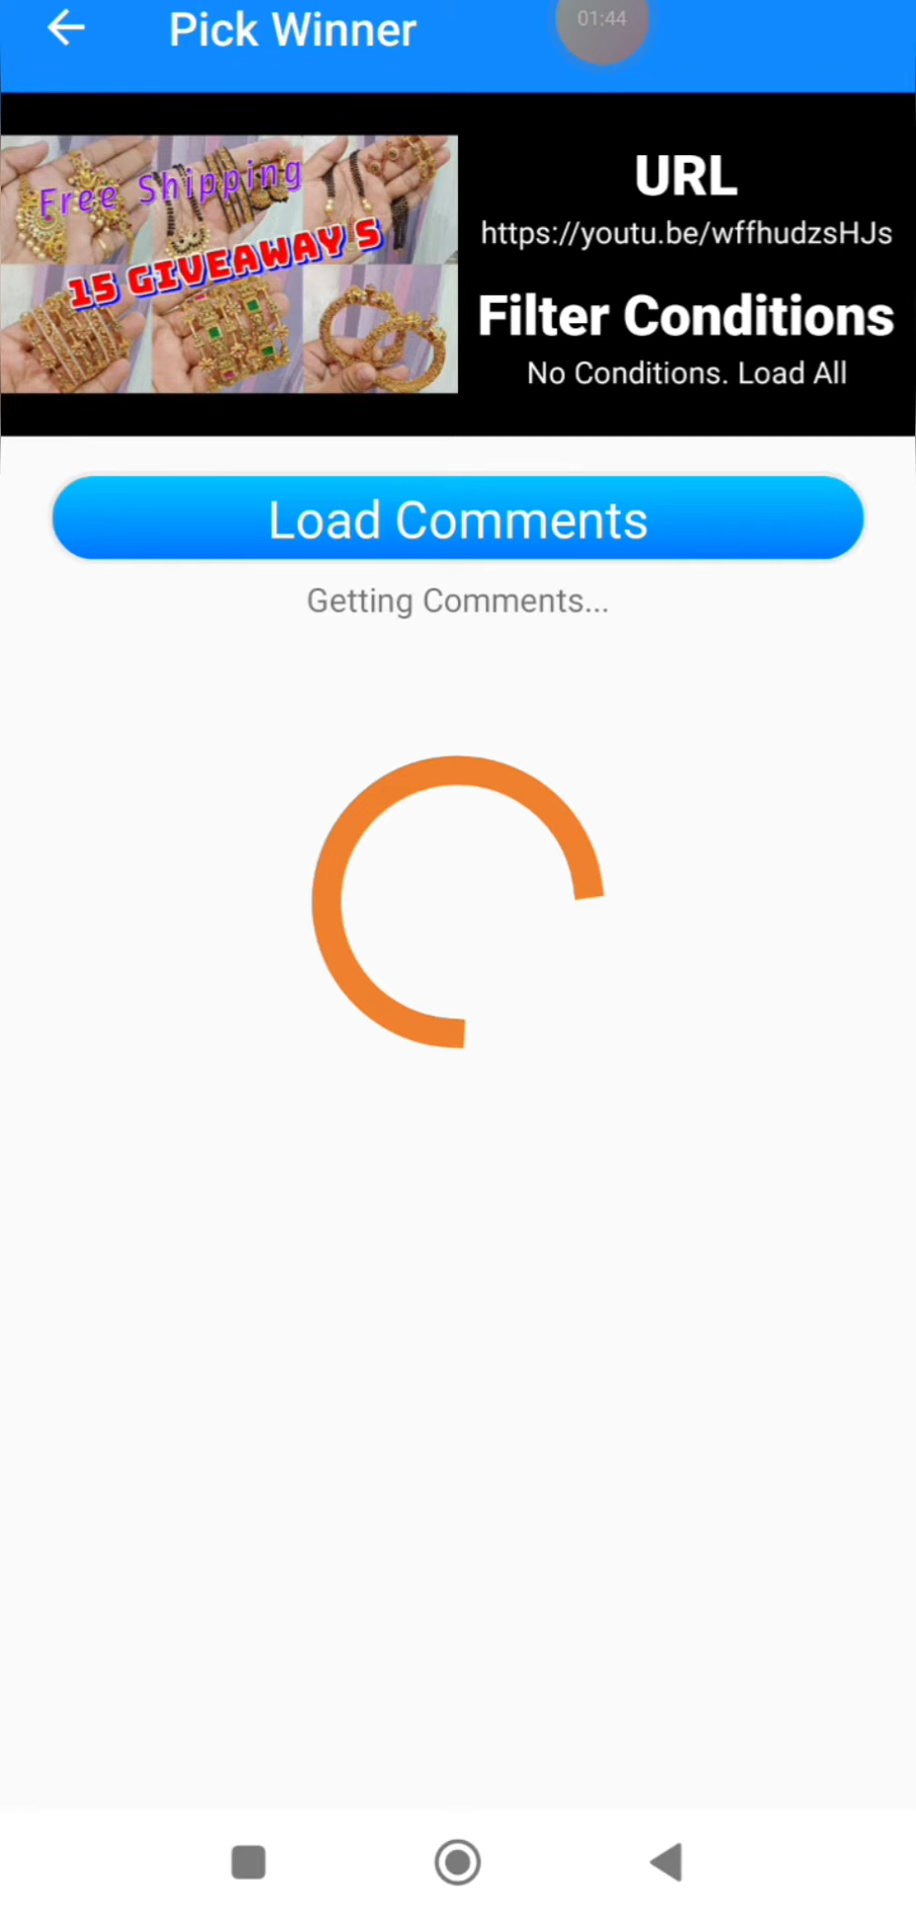 Pick Winner
01:44
Free Shipping
15 GIVEAWAY S
URL
https://youtu.be/wffhudzsHJs
Filter Conditions
No Conditions. Load All
Load Comments
Getting Comments...